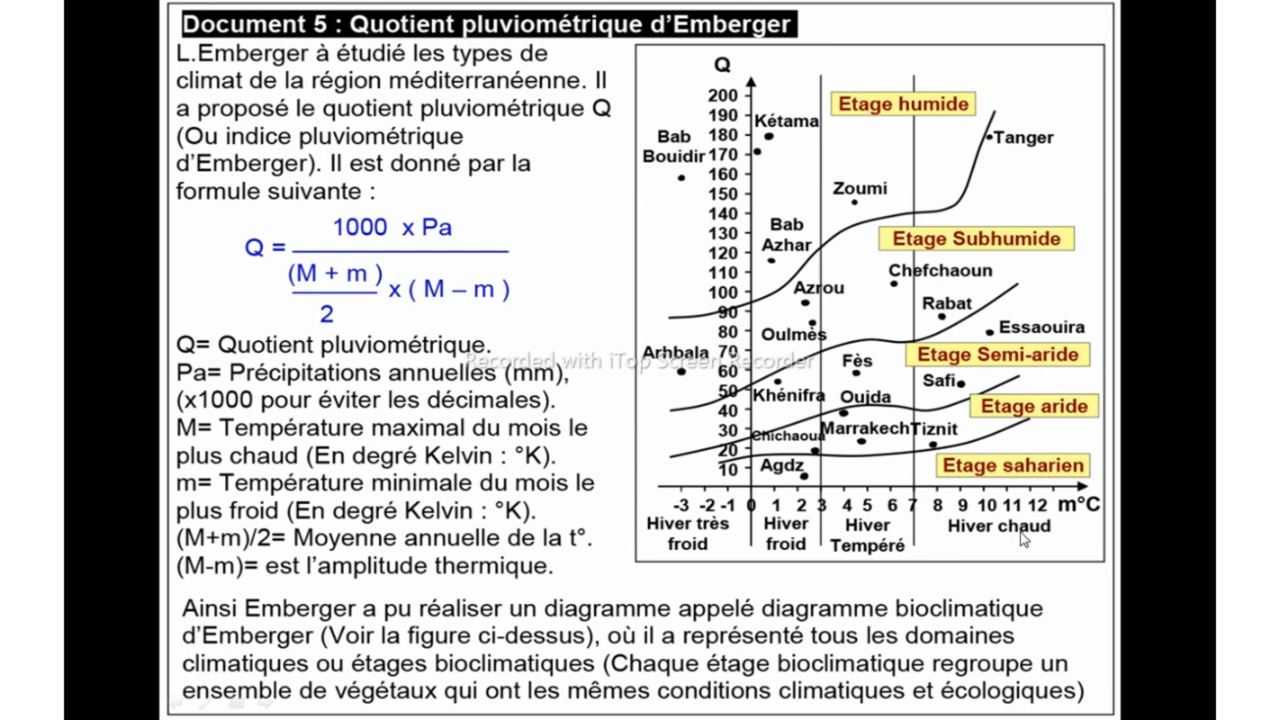 Document 5 : Quotient pluviométrique d'Emberger
L.Emberger à étudié les types de
climat de la région méditerranéenne. Il
a proposé le quotient pluviométrique Q
(Ou indice pluviométrique
d'Emberger). Il est donné par la
formule suivante :
1000 x Pa
Q =
(M + m )
x ( M – m )
2
Q= Quotient pluviométrique.
Pa= Précipitations annuelles (mm),
(x1000 pour éviter les décimales).
M= Température maximal du mois le
plus chaud (En degré Kelvin : °K).
m= Température minimale du mois le
plus froid (En degré Kelvin : °K).
(M+m)/2= Moyenne annuelle de la t°.
(M-m)= est l'amplitude thermique.
Q
200
190
180
170
160
150
140
130
120
110
100
90
80
70
60
50
40
30
20
10
Etage humide
Kétama
Bab
Bouidir
Tanger
Zoumi
Bab
Azhar
Etage Subhumide
Chefchaoun
Azrou
Rabat
Oulmès
Essaouira
Arhbala
Fès
Etage Semi-aride
Safi
Khénifra
Oujda
Etage aride
Chichaoua
Marrakech
Tiznit
Agdz
Etage saharien
-3 -2 -1 0 1 2 3 4 5 6 7 8 9 10 11 12 m°C
Hiver très
froid
Hiver
froid
Hiver
Tempéré
Hiver chaud
Recorded with iTop Screen Recorder
Ainsi Emberger a pu réaliser un diagramme appelé diagramme bioclimatique
d'Emberger (Voir la figure ci-dessus), où il a représenté tous les domaines
climatiques ou étages bioclimatiques (Chaque étage bioclimatique regroupe un
ensemble de végétaux qui ont les mêmes conditions climatiques et écologiques)